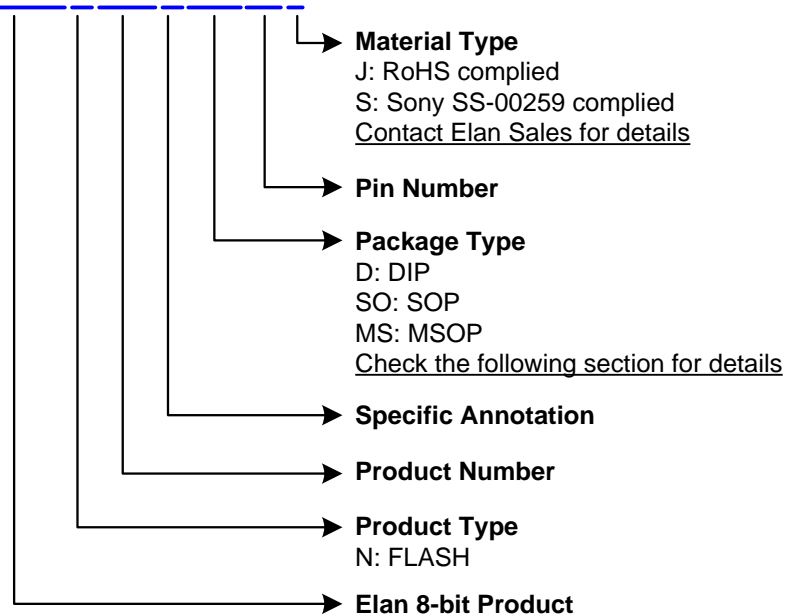 Material Type
J: RoHS complied
S: Sony SS-00259 complied
Contact Elan Sales for details
Pin Number
Package Type
D: DIP
SO: SOP
MS: MSOP
Check the following section for details
Specific Annotation
Product Number
Product Type
N: FLASH
Elan 8-bit Product